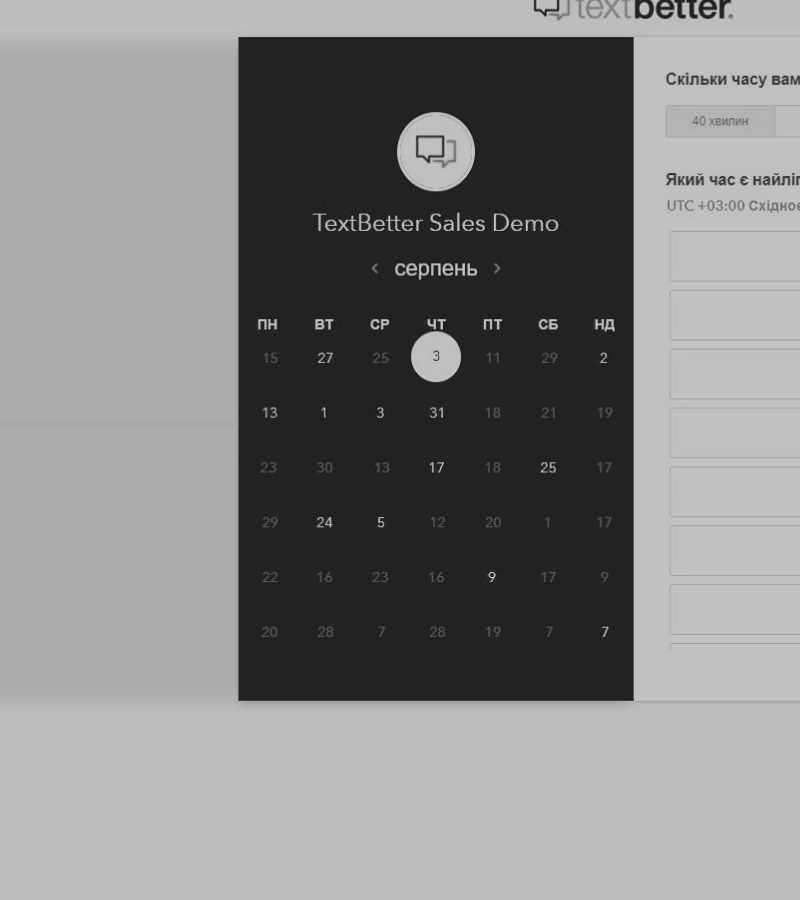 textbetter.
TextBetter Sales Demo
серпень
ПН ВТ СР ЧТ ПТ СБ НД
15 27 25 3 11 29 2
13 1 3 31 18 21 19
23 30 13 17 18 25 17
29 24 5 12 20 1 17
22 16 23 16 9 17 9
20 28 7 28 19 7 7
Скільки часу вам
40 хвилин
Який час є
UTC +03:00